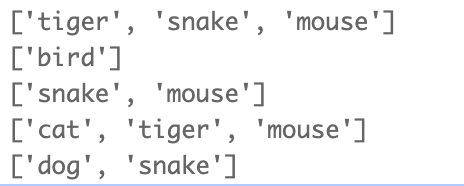 ['tiger', 'snake', 'mouse']
['bird']
['snake', 'mouse']
['cat', 'tiger', 'mouse']
['dog', 'snake']